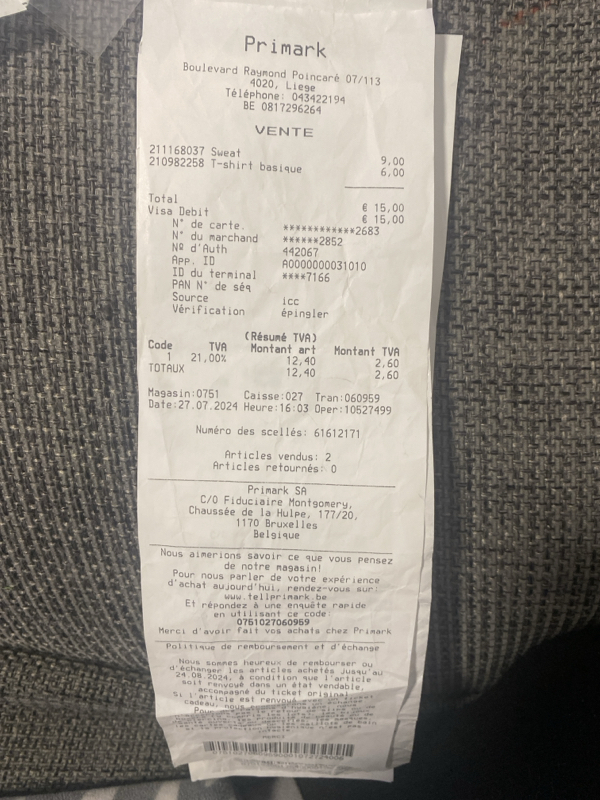 Primark
Boulevard Raymond Poincaré 07/113
4020, Liege
Téléphone: 043422194
BE 0817296264
VENTE
211168037 Sweat 9,00
210982258 T-shirt basique 6,00
Total € 15,00
Visa Debit € 15,00
N° de carte. ************2683
N° du marchand ******2852
Nº d'Auth 442067
App. ID A0000000031010
ID du terminal ****7166
PAN N° de séq
Source icc
Vérification épingler
(Résumé TVA)
Code TVA Montant art Montant TVA
1 21,00% 12,40 2,60
TOTAUX 12,40 2,60
Magasin:0751 Caisse:027 Tran:060959
Date:27.07.2024 Heure:16:03 Oper:10527499
Numéro des scellés: 61612171
Articles vendus: 2
Articles retournés: 0
Primark SA
C/O Fiduciaire Montgomery,
Chaussée de la Hulpe, 177/20,
1170 Bruxelles
Belgique
Nous aimerions savoir ce que vous pensez
de notre magasin!
Pour nous parler de votre expérience
d'achat aujourd'hui, rendez-vous sur:
www.tellprimark.be
Et répondez à une enquête rapide
en utilisant ce code:
0751027060959
Merci d'avoir fait vos achats chez Primark
Politique de remboursement et d'échange
Nous sommes heureux de rembourser ou
d'échanger les articles achetés jusqu'au
24.08.2024, à condition que l'article
soit renvoyé dans un état vendable,
accompagné du ticket original.
Si l'article est renvoyé
cadeau, nous